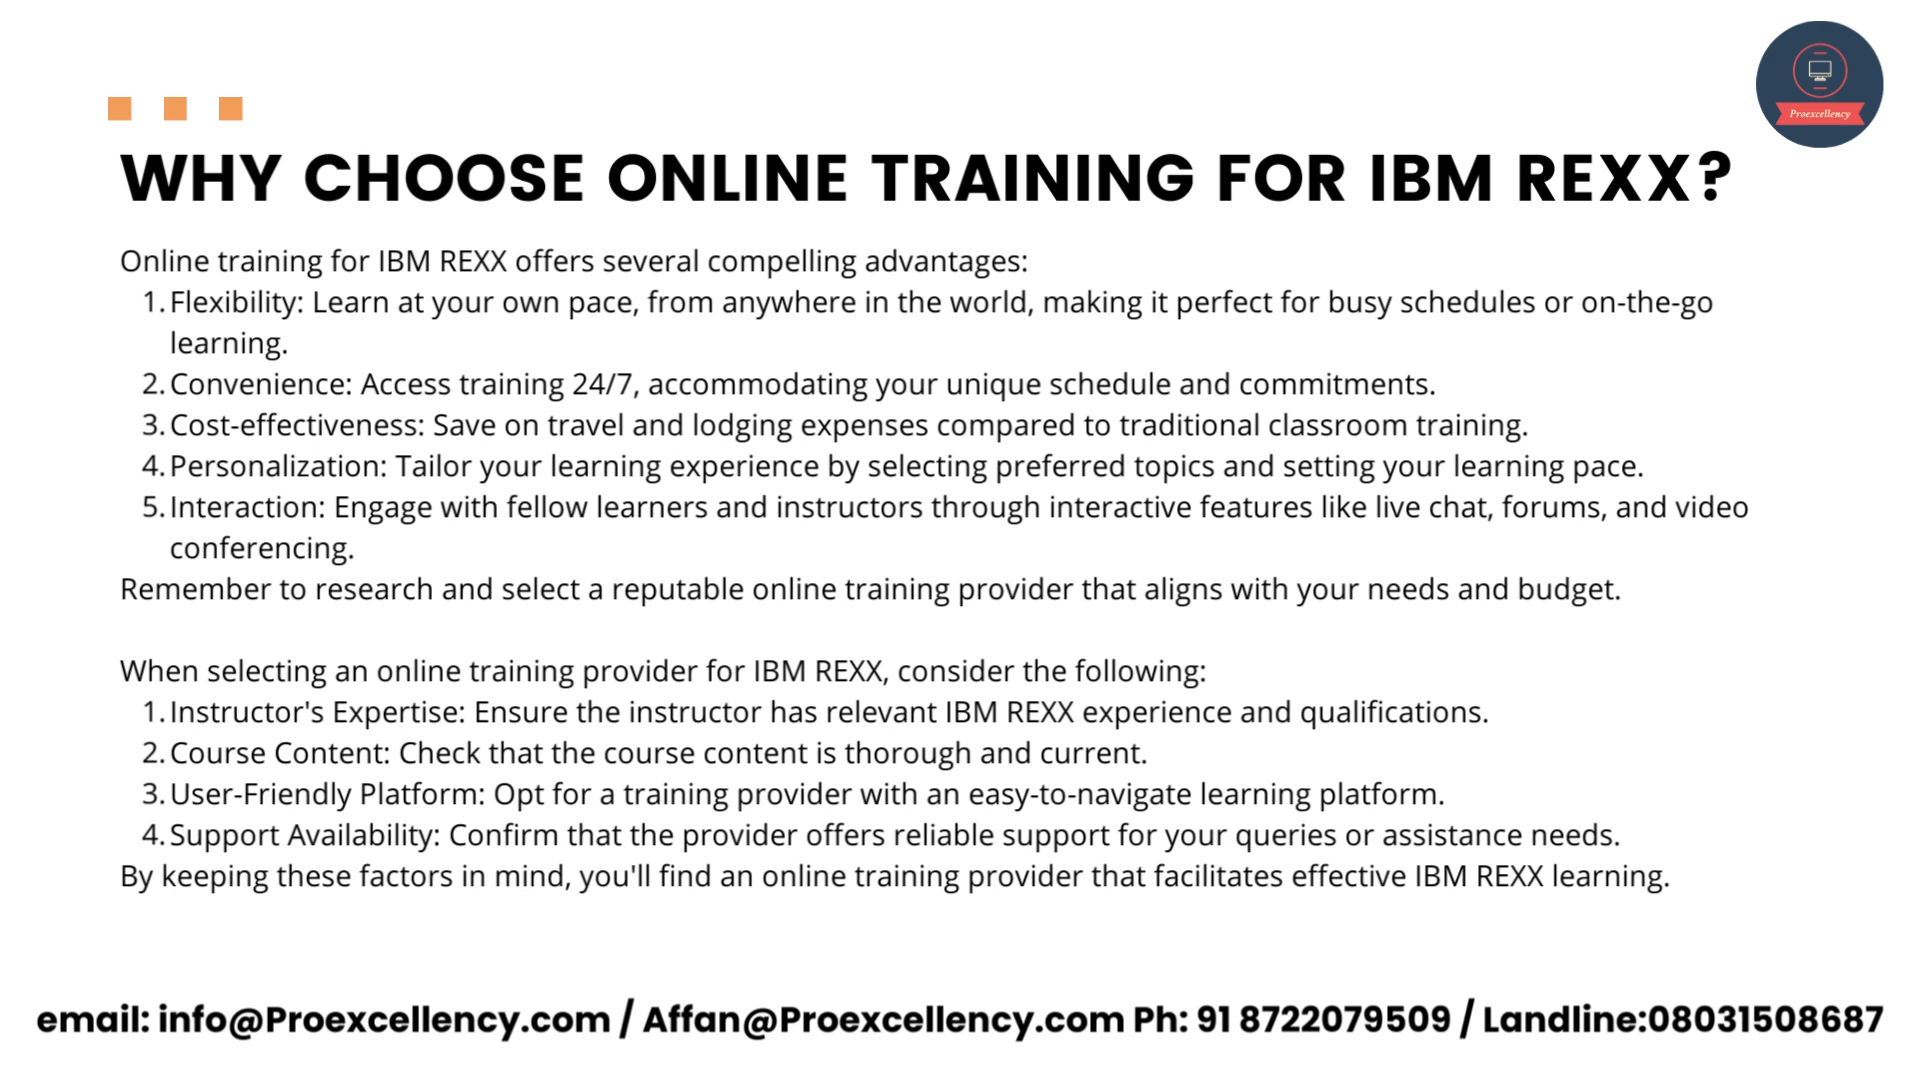 Proexcellency
WHY CHOOSE ONLINE TRAINING FOR IBM REXX?
Online training for IBM REXX offers several compelling advantages:
1. Flexibility: Learn at your own pace, from anywhere in the world, making it perfect for busy schedules or on-the-go
learning.
2. Convenience: Access training 24/7, accommodating your unique schedule and commitments.
3. Cost-effectiveness: Save on travel and lodging expenses compared to traditional classroom training.
4. Personalization: Tailor your learning experience by selecting preferred topics and setting your learning pace.
5. Interaction: Engage with fellow learners and instructors through interactive features like live chat, forums, and video
conferencing.
Remember to research and select a reputable online training provider that aligns with your needs and budget.
When selecting an online training provider for IBM REXX, consider the following:
1. Instructor's Expertise: Ensure the instructor has relevant IBM REXX experience and qualifications.
2. Course Content: Check that the course content is thorough and current.
3. User-Friendly Platform: Opt for a training provider with an easy-to-navigate learning platform.
4. Support Availability: Confirm that the provider offers reliable support for your queries or assistance needs.
By keeping these factors in mind, you'll find an online training provider that facilitates effective IBM REXX learning.
email: info@Proexcellency.com / Affan@Proexcellency.com Ph: 91 8722079509 / Landline:08031508687